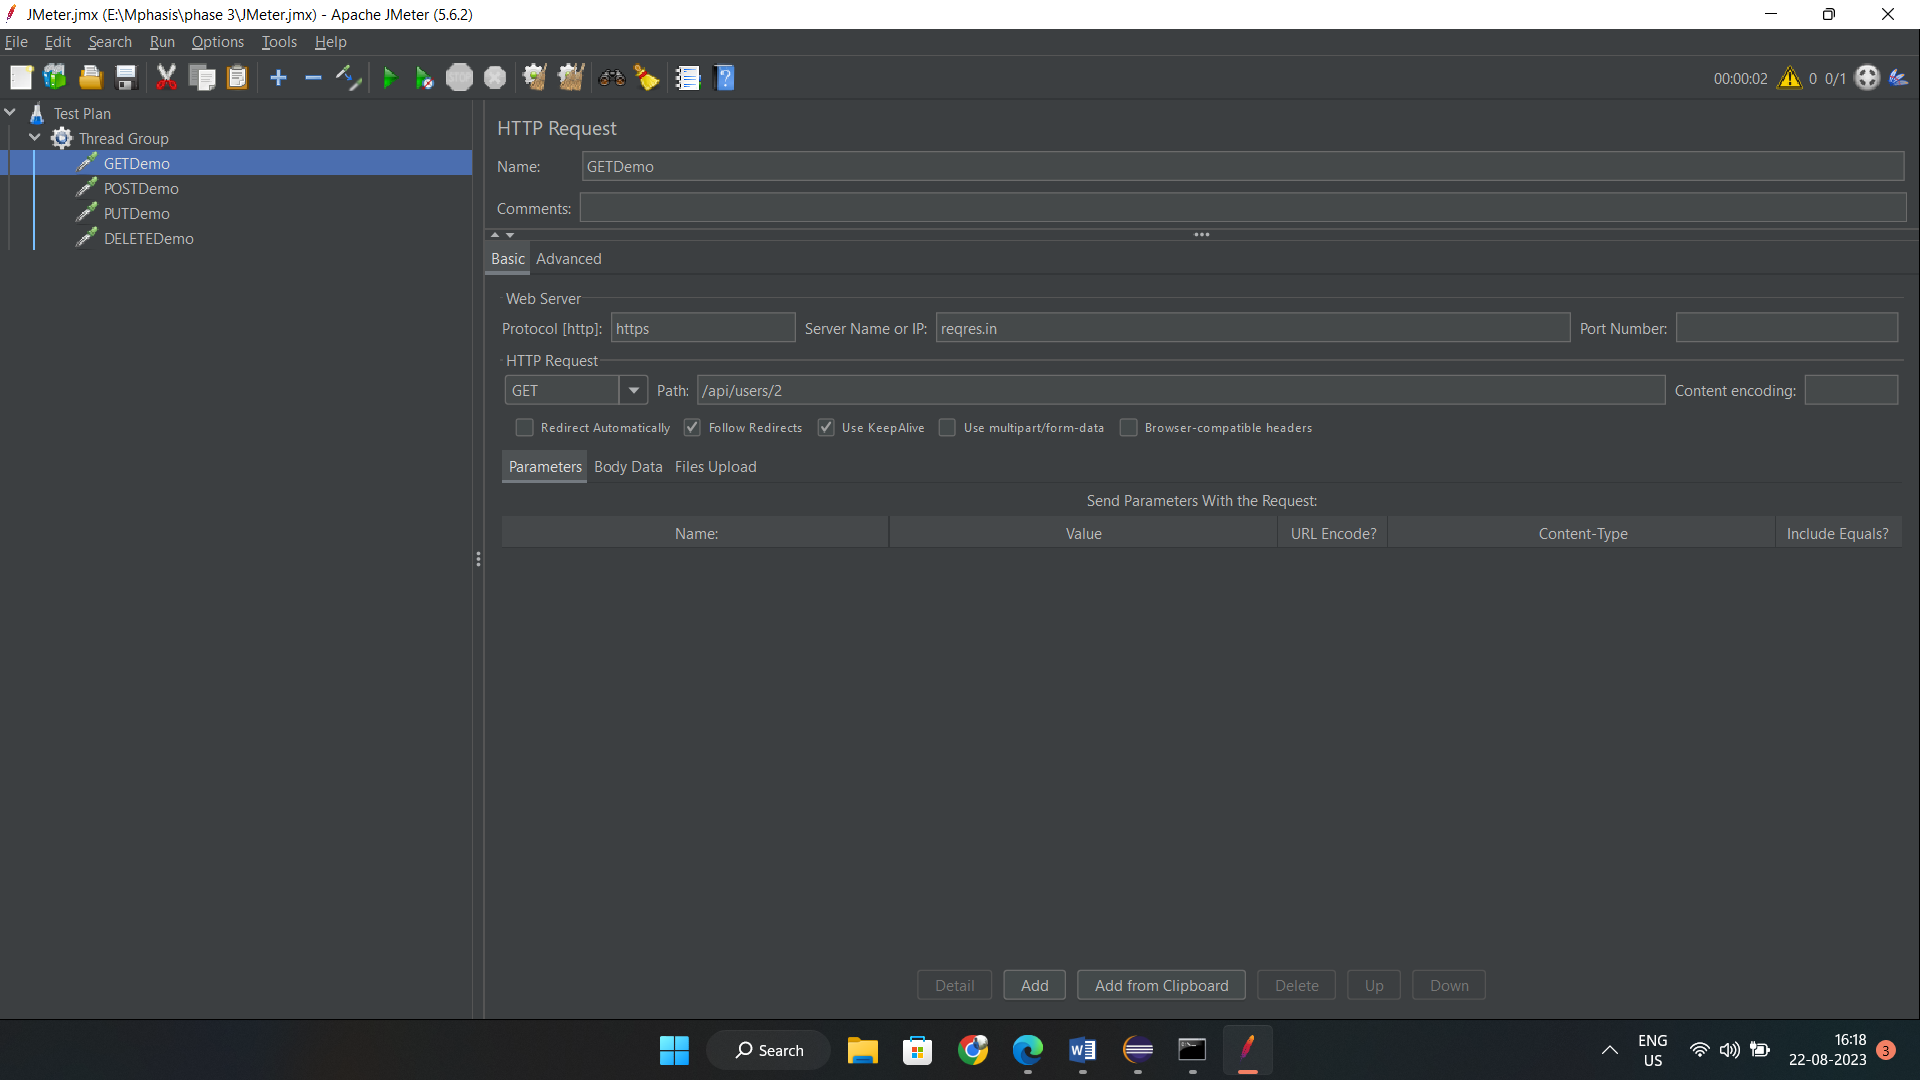 JMeter.jmx (E:\Mphasis\phase 3\JMeter.jmx) - Apache JMeter (5.6.2)
File Edit Search Run Options Tools Help
STOP
00:00:02 0 0/1
Test Plan
Thread Group
GETDemo
POSTDemo
PUTDemo
DELETEDemo
HTTP Request
Name: GETDemo
Comments:
Basic Advanced
Web Server
Protocol [http]: https Server Name or IP: reqres.in Port Number:
HTTP Request
GET Path: /api/users/2 Content encoding:
Redirect Automatically Follow Redirects Use KeepAlive Use multipart/form-data Browser-compatible headers
Parameters Body Data Files Upload
Send Parameters With the Request:
Name: Value URL Encode? Content-Type Include Equals?
Detail Add Add from Clipboard Delete Up Down
Search
ENG
US
16:18
22-08-2023
3